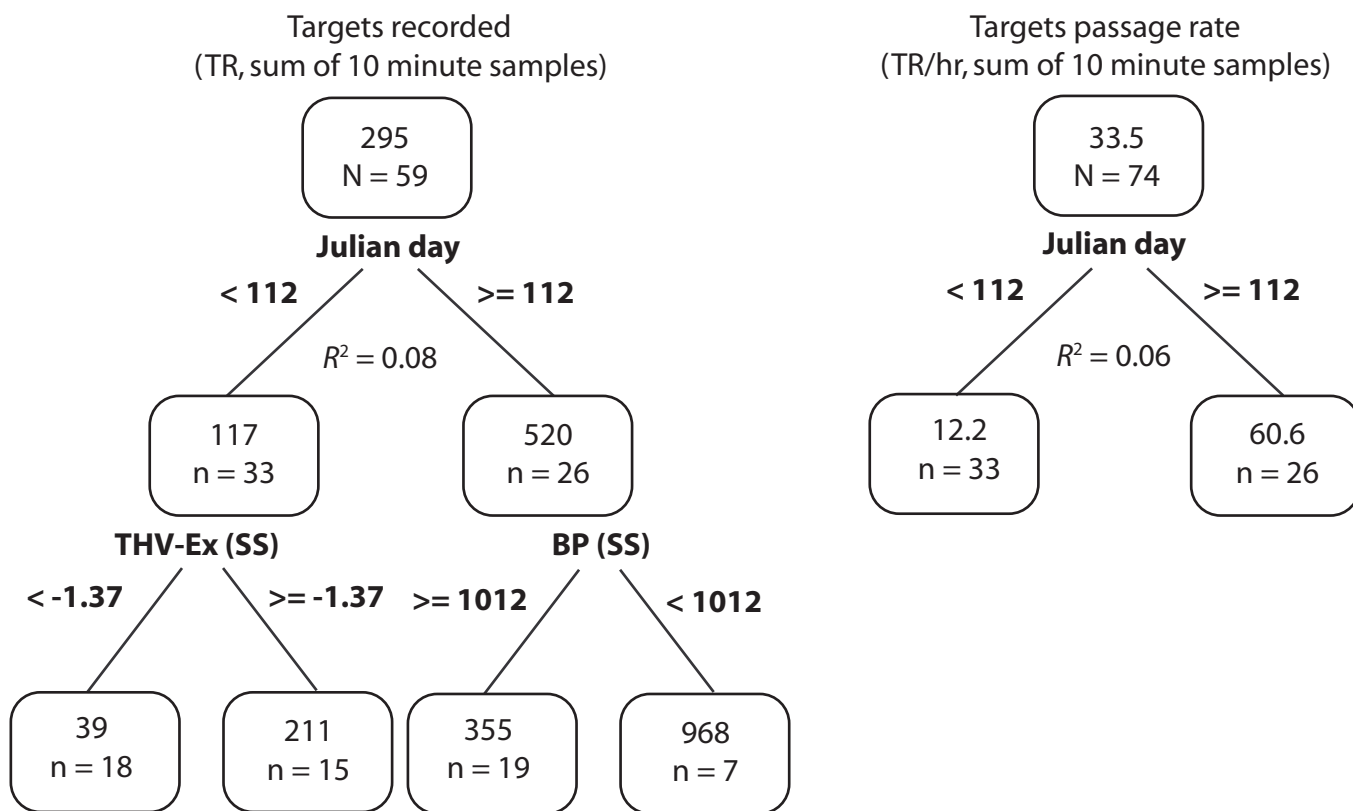 Targets recorded
(TR, sum of 10 minute samples)
295
N = 59
Julian day
< 112
>= 112
R² = 0.08
117
n = 33
520
n = 26
THV-Ex (SS)
BP (SS)
< -1.37
>= -1.37
>= 1012
< 1012
39
n = 18
211
n = 15
355
n = 19
968
n = 7
Targets passage rate
(TR/hr, sum of 10 minute samples)
33.5
N = 74
Julian day
< 112
>= 112
R² = 0.06
12.2
n = 33
60.6
n = 26